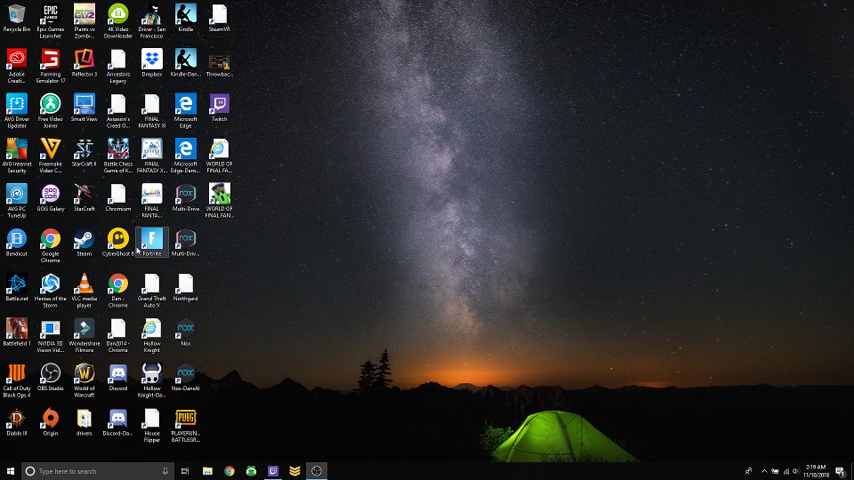 Recycle Bin
Epic Games
Launcher
Plants vs
Zombi...
4K Video
Downloader
Driver - San
Francisco
Kindle
SteamVR
Adobe
Creati...
Farming
Simulator 17
Reflector 3
Ancestors
Legacy
Dropbox
Kindle-Dan...
Throwbac...
AVG Driver
Updater
Free Video
Joiner
Smart View
Assassin's
Creed O...
FINAL
FANTASY XI
Microsoft
Edge
Twitch
AVG Internet
Security
Freemake
Video C...
StarCraft II
Battle Chess
Game of K...
FINAL
FANTASY...
Microsoft
Edge-Dan...
WORLD OF
FINAL FA...
AVG PC
TuneUp
GOG Galaxy
StarCraft
Chromium
FINAL
FANTA...
Multi-Drive
WORLD OF
FINAL FAN...
Bandicut
Google
Chrome
Steam
CyberGhost 6
Fortnite
Multi-Driv...
Battle.net
Heroes of the
Storm
VLC media
player
Dan -
Chrome
Grand Theft
Auto V
Northgard
Battlefield 1
NVIDIA 3D
Vision Vid...
Wondershare
Filmora
Dan2014 -
Chrome
Hollow
Knight
Nox
Call of Duty
Black Ops 4
OBS Studio
World of
Warcraft
Discord
Hollow
Knight-Da...
Nox-DansAl
Diablo III
Origin
drivers
Discord-Da...
House
Flipper
PLAYERUN...
BATTLEGR...
Type here to search
2:19 AM
11/10/2018